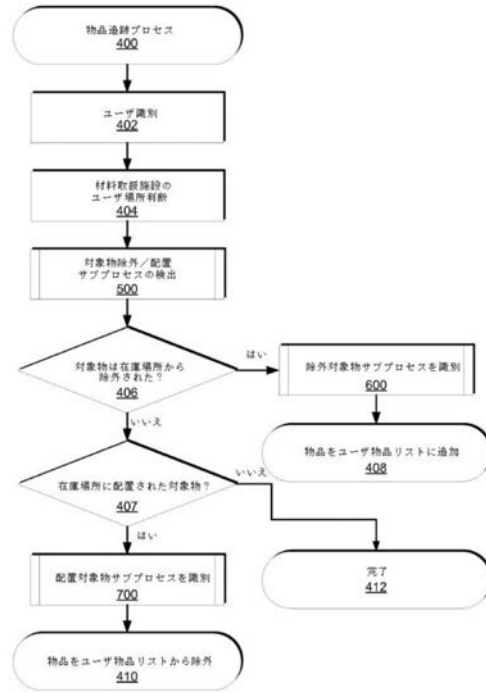 物品追跡プロセス
400
ユーザ識別
402
材料取扱施設の
ユーザ場所判断
404
対象物除外／配置
サブプロセスの検出
500
対象物は在庫場所から
除外された？
406
はい
除外対象物サブプロセスを識別
600
物品をユーザ物品リストに追加
408
いいえ
在庫場所に配置された対象物？
407
いいえ
はい
配置対象物サブプロセスを識別
700
完了
412
物品をユーザ物品リストから除外
410